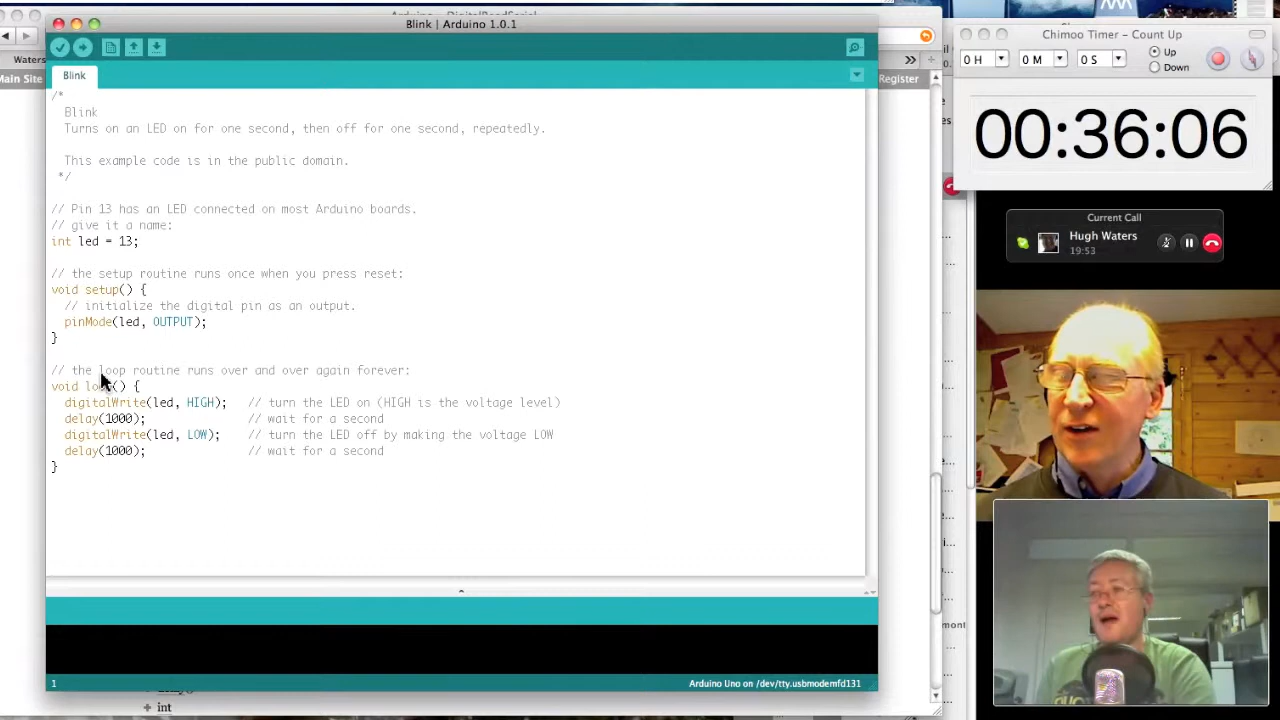 Arduino - DigitalReadSerial
Blink | Arduino 1.0.1
Waters
Main Site
Register
Blink
/*
Blink
Turns on an LED on for one second, then off for one second, repeatedly.
This example code is in the public domain.
*/
// Pin 13 has an LED connected on most Arduino boards.
// give it a name:
int led = 13;
// the setup routine runs once when you press reset:
void setup() {
// initialize the digital pin as an output.
pinMode(led, OUTPUT);
}
// the loop routine runs over and over again forever:
void loop() {
digitalWrite(led, HIGH); // turn the LED on (HIGH is the voltage level)
delay(1000); // wait for a second
digitalWrite(led, LOW); // turn the LED off by making the voltage LOW
delay(1000); // wait for a second
}
1
Arduino Uno on /dev/tty.usbmodemfd131
int
Chimoo Timer - Count Up
0 H
0 M
0 S
Up
Down
00:36:06
Current Call
Hugh Waters
19:53